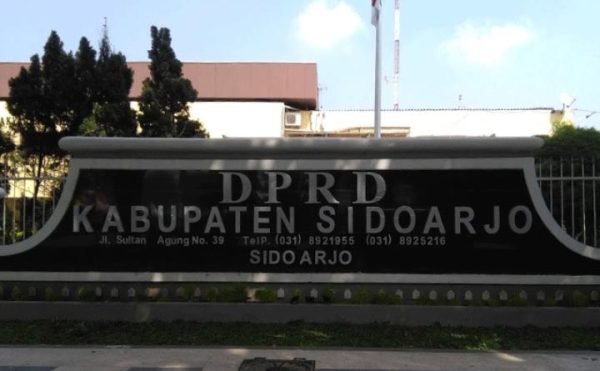 DPRD
KABUPATEN SIDOARJO
Jl. Sultan Agung No. 39 TelP. (031) 8921955 (031) 8925216
SIDOARJO